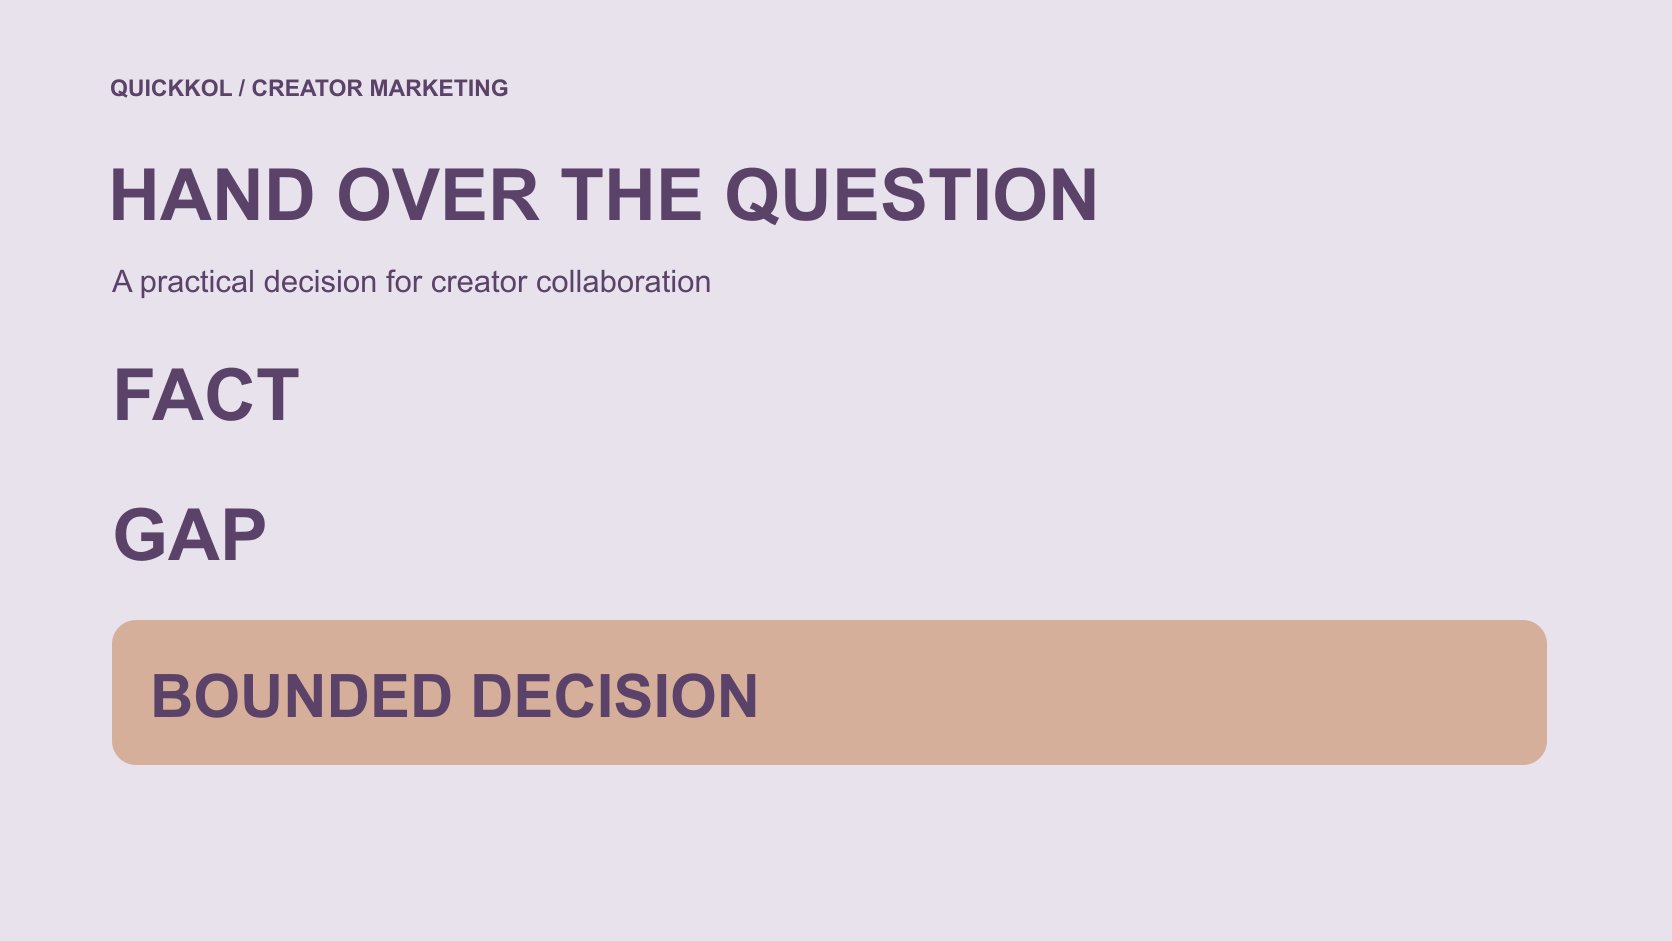 QUICKKOL / CREATOR MARKETING
HAND OVER THE QUESTION
A practical decision for creator collaboration
FACT
GAP
BOUNDED DECISION